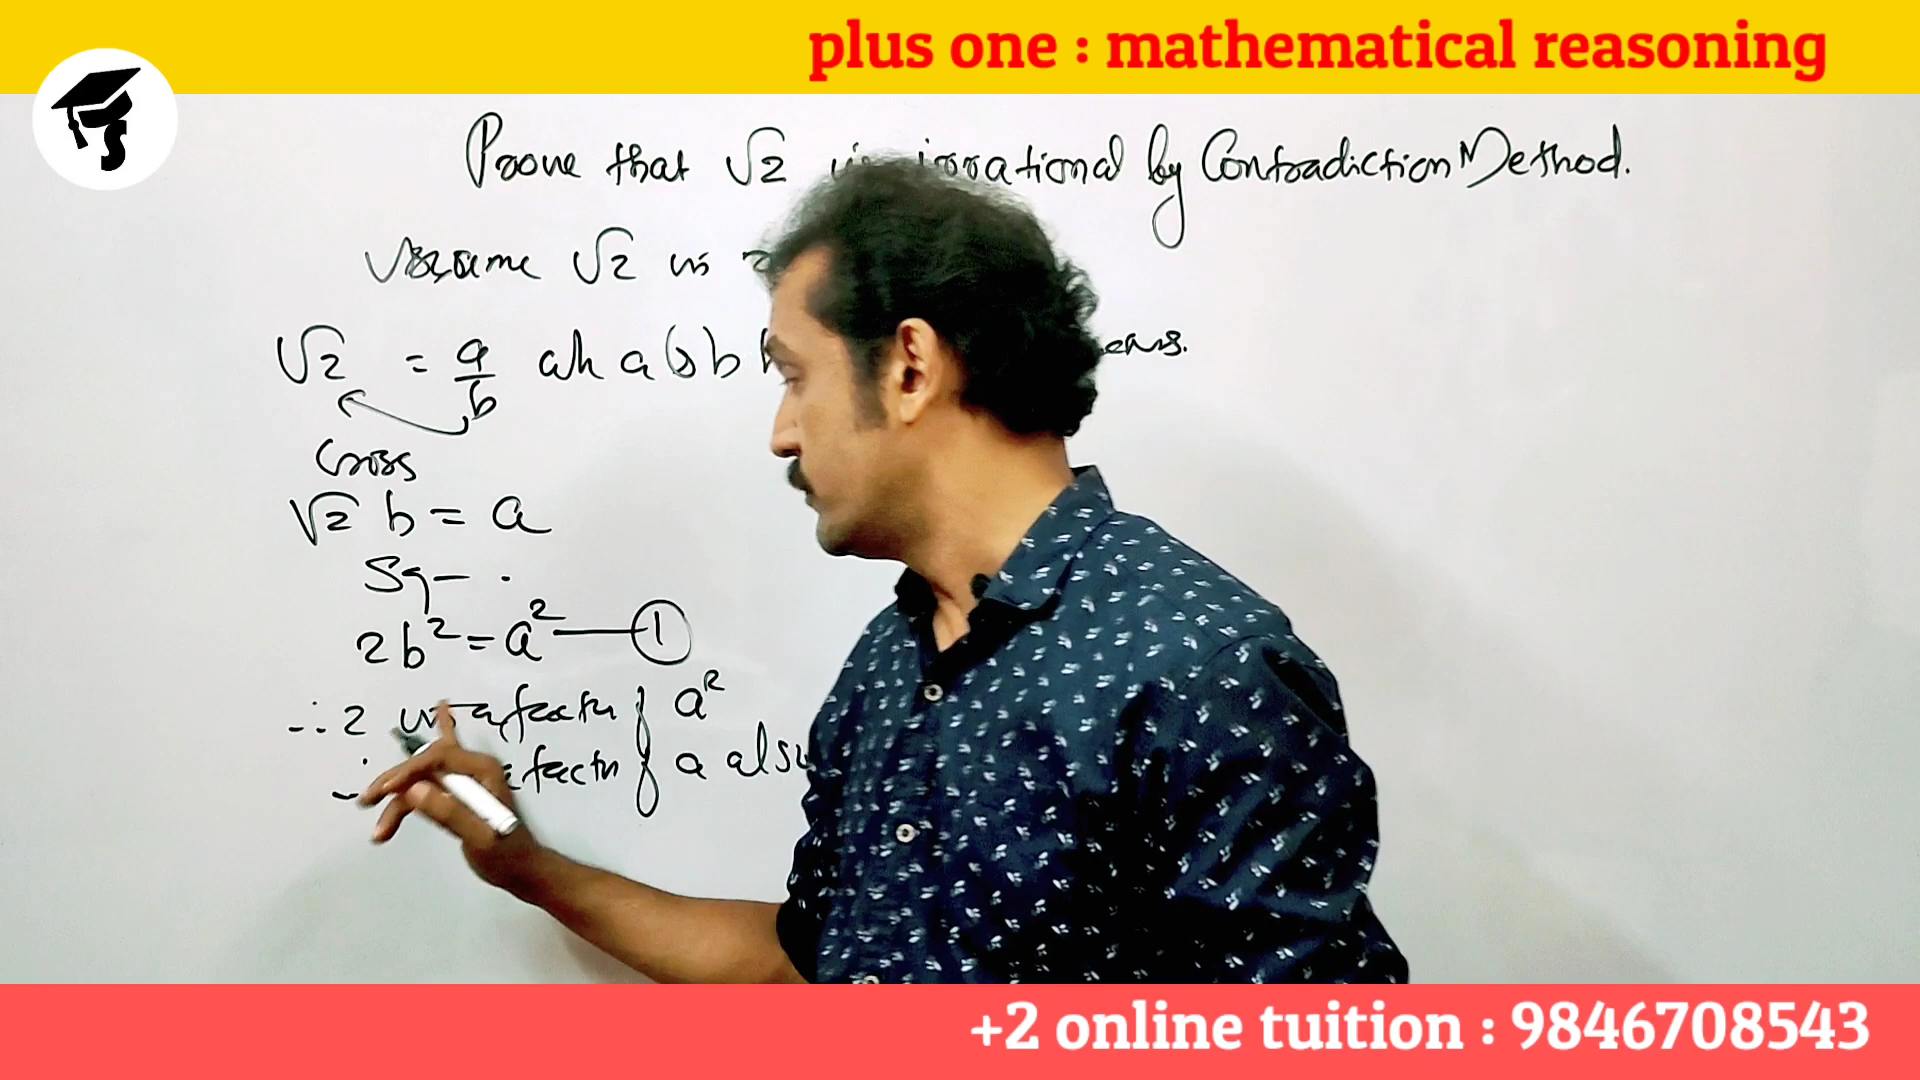 plus one : mathematical reasoning
Prove that √2 is irrational by Contradiction Method.
Assume √2 is
√2 = a/b a b
Cross
√2 b = a
Sq
2b² = a² — ①
∴ 2 is a factor of a²
factor of a also
+2 online tuition : 9846708543